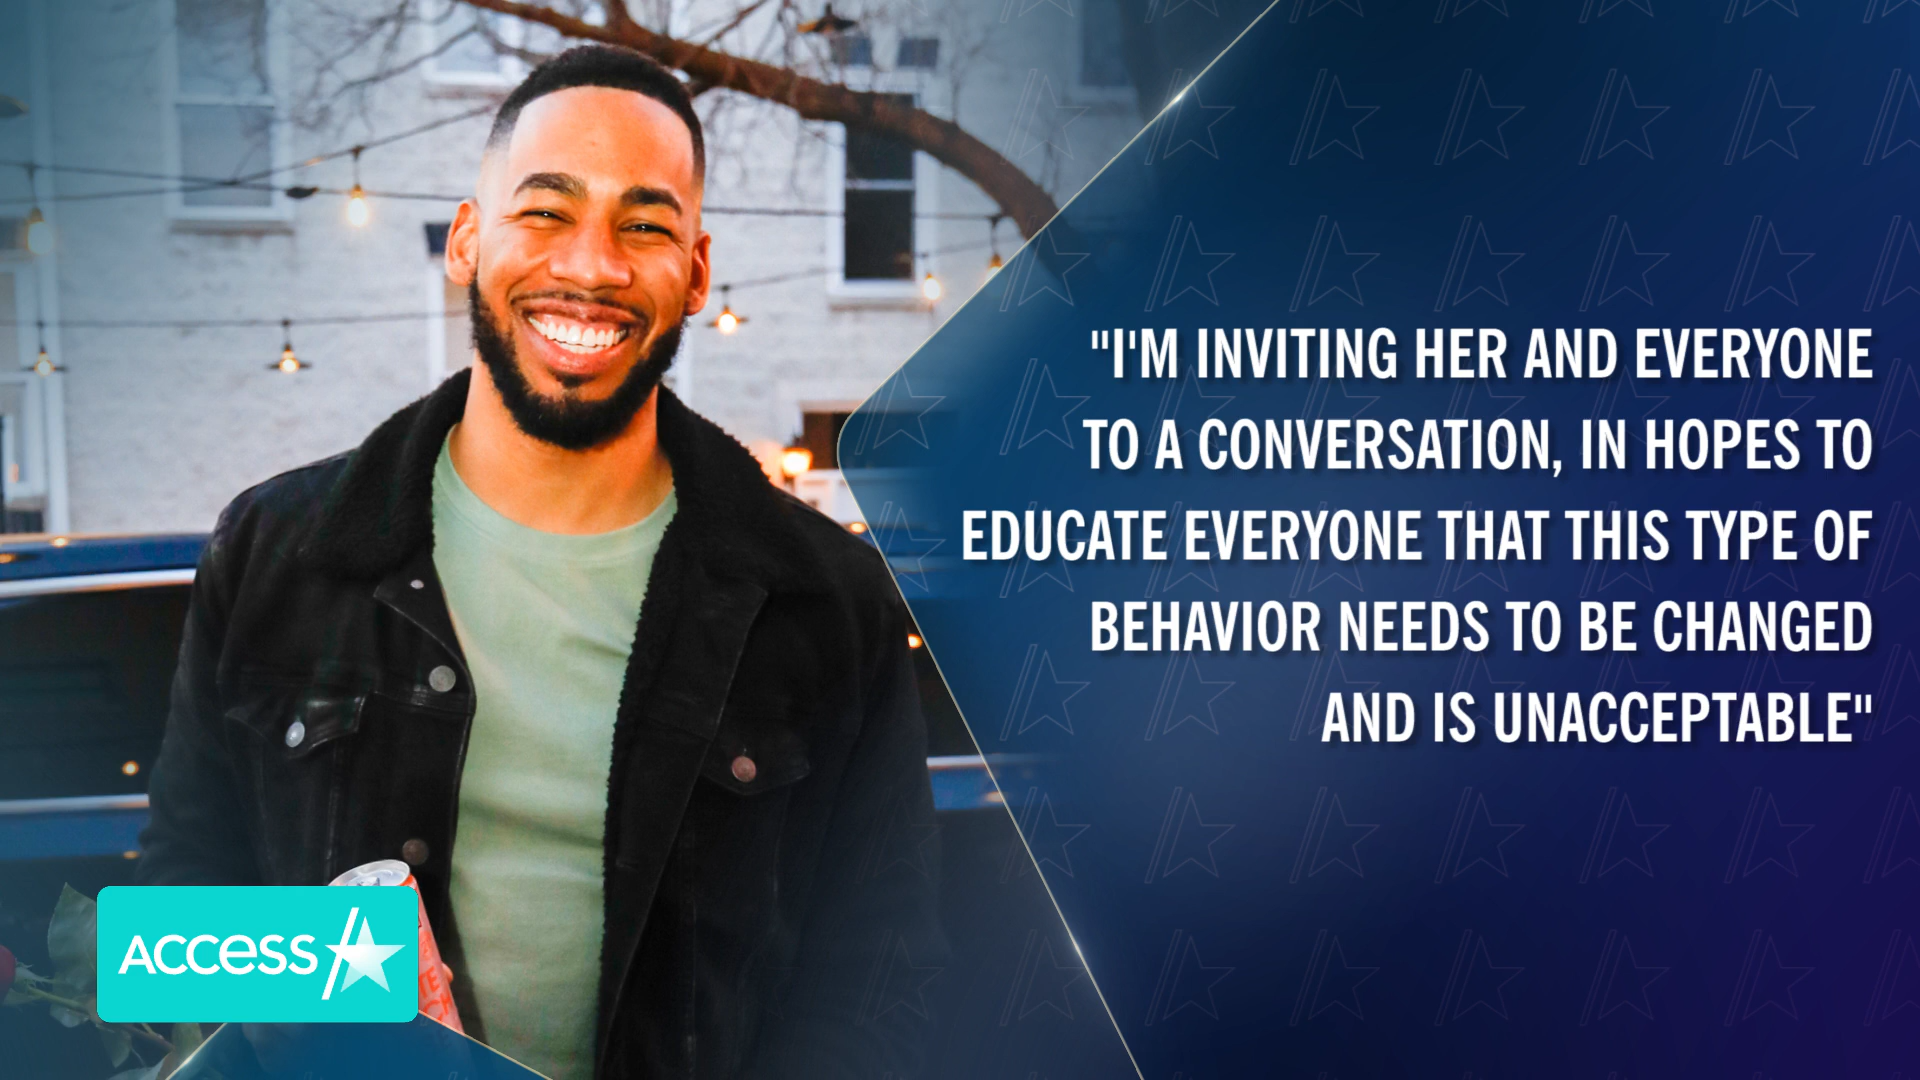 "I'M INVITING HER AND EVERYONE
TO A CONVERSATION, IN HOPES TO
EDUCATE EVERYONE THAT THIS TYPE OF
BEHAVIOR NEEDS TO BE CHANGED
AND IS UNACCEPTABLE"
ACCESS